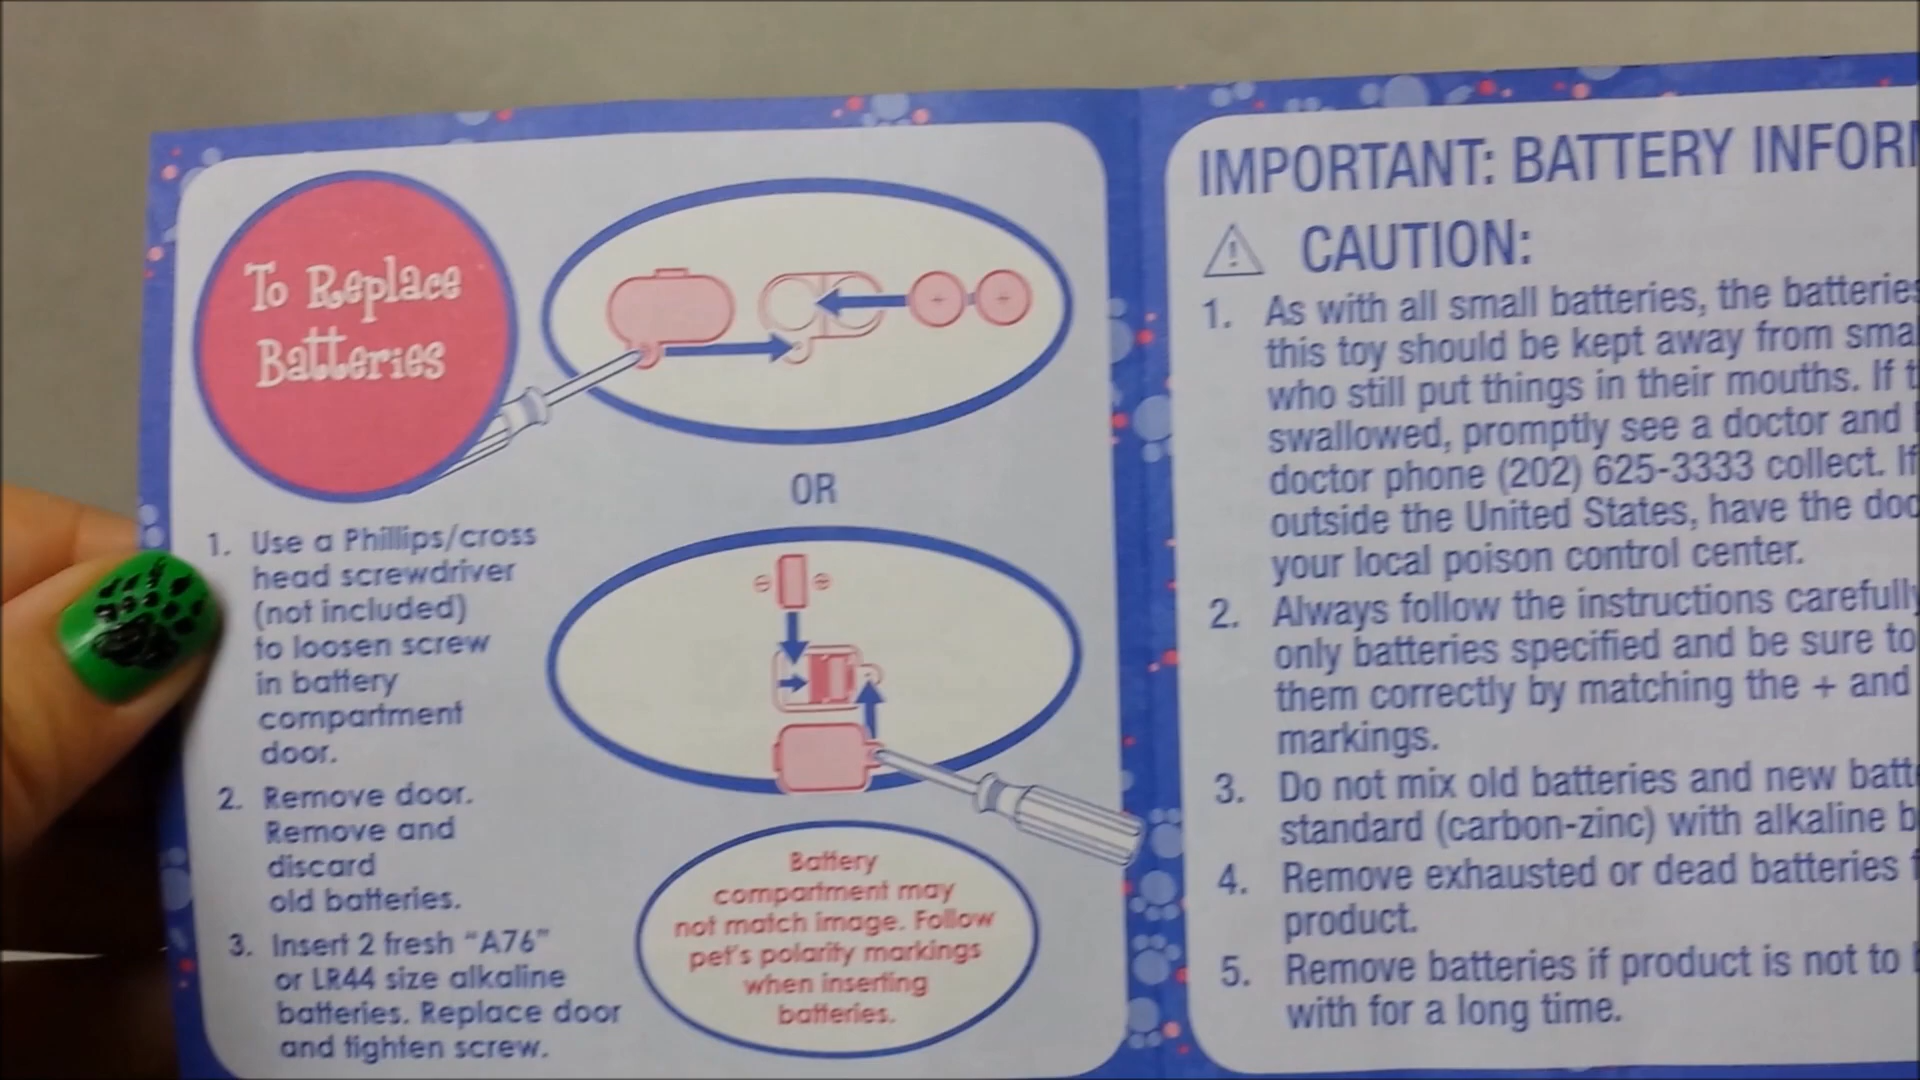 To Replace
Batteries
1. Use a Phillips/cross
head screwdriver
(not included)
to loosen screw
in battery
compartment
door.
2. Remove door.
Remove and
discard
old batteries.
3. Insert 2 fresh "A76"
or LR44 size alkaline
batteries. Replace door
and tighten screw.
OR
Battery
compartment may
not match image. Follow
pet's polarity markings
when inserting
batteries.
IMPORTANT: BATTERY
CAUTION:
1. As with all small batteries, the batteries
this toy should be kept away from
who still put things in their mouths. If
swallowed, promptly see a doctor and
doctor phone (202) 625-3333 collect. If
outside the United States, have the
your local poison control center.
2. Always follow the instructions carefully
only batteries specified and be sure to
them correctly by matching the + and
markings.
3. Do not mix old batteries and new
standard (carbon-zinc) with alkaline
4. Remove exhausted or dead batteries
product.
5. Remove batteries if product is not to
with for a long time.